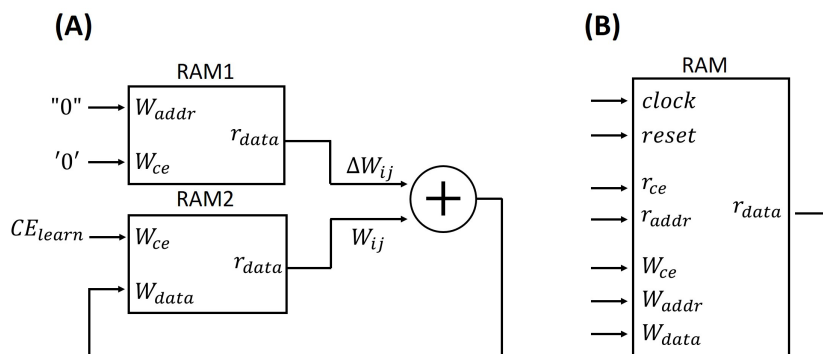 (A)
RAM1
"0"
W_addr
r_data
'0'
W_ce
ΔW_ij
+
RAM2
CE_learn
W_ce
r_data
W_ij
W_data
(B)
RAM
clock
reset
r_ce
r_addr
r_data
W_ce
W_addr
W_data